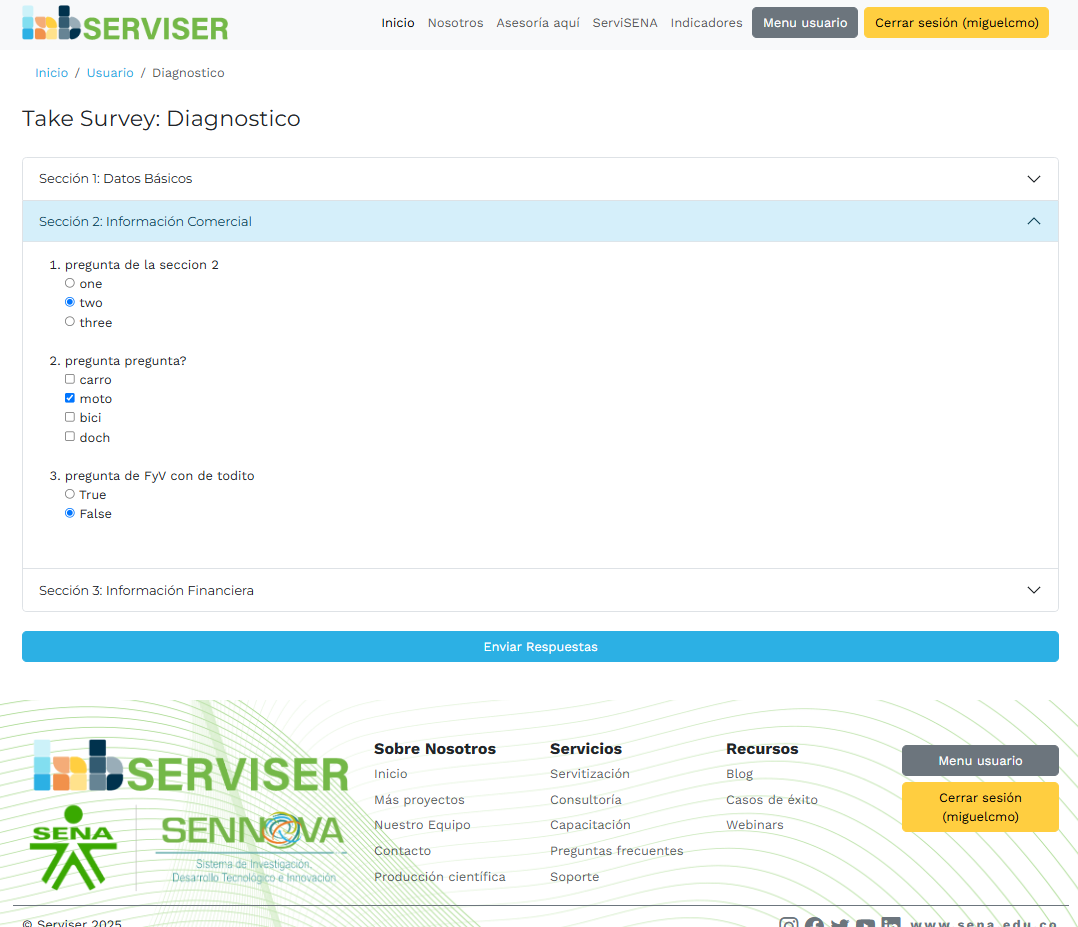 SERVISER Inicio Nosotros Asesoría aquí ServiSENA Indicadores Menu usuario Cerrar sesión (miguelcmo)
Inicio / Usuario / Diagnostico
Take Survey: Diagnostico
Sección 1: Datos Básicos
Sección 2: Información Comercial
1. pregunta de la seccion 2
one
two
three
2. pregunta pregunta?
carro
moto
bici
doch
3. pregunta de FyV con de todito
True
False
Sección 3: Información Financiera
Enviar Respuestas
SERVISER
SENA
SENNOVA
Sistema de Investigación,
Desarrollo Tecnológico e Innovación
Sobre Nosotros
Inicio
Más proyectos
Nuestro Equipo
Contacto
Producción científica
Servicios
Servitización
Consultoría
Capacitación
Preguntas frecuentes
Soporte
Recursos
Blog
Casos de éxito
Webinars
Menu usuario
Cerrar sesión
(miguelcmo)
© Serviser 2025
www.sena.edu.co